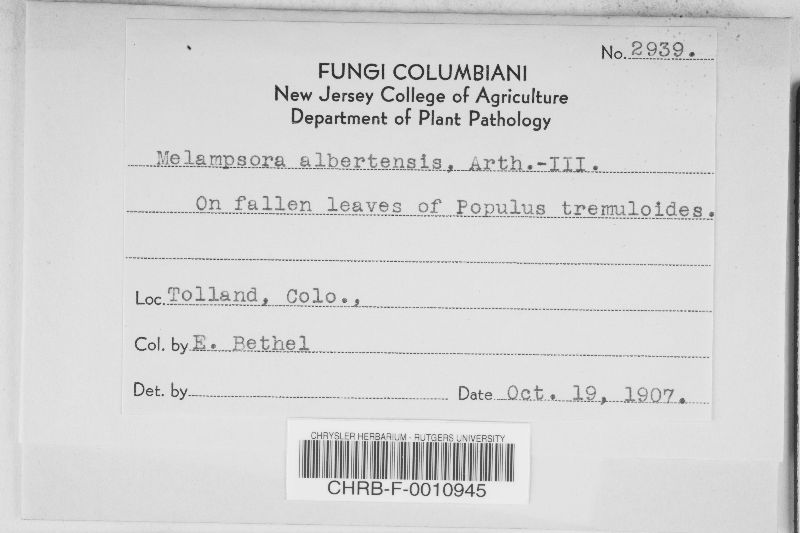 No. 2939.
FUNGI COLUMBIANI
New Jersey College of Agriculture
Department of Plant Pathology
Melampsora albertensis, Arth.-III.
On fallen leaves of Populus tremuloides.
Loc. Tolland, Colo.,
Col. by E. Bethel
Det. by Date Oct. 19, 1907.
CHRYSLER HERBARIUM - RUTGERS UNIVERSITY
CHRB-F-0010945